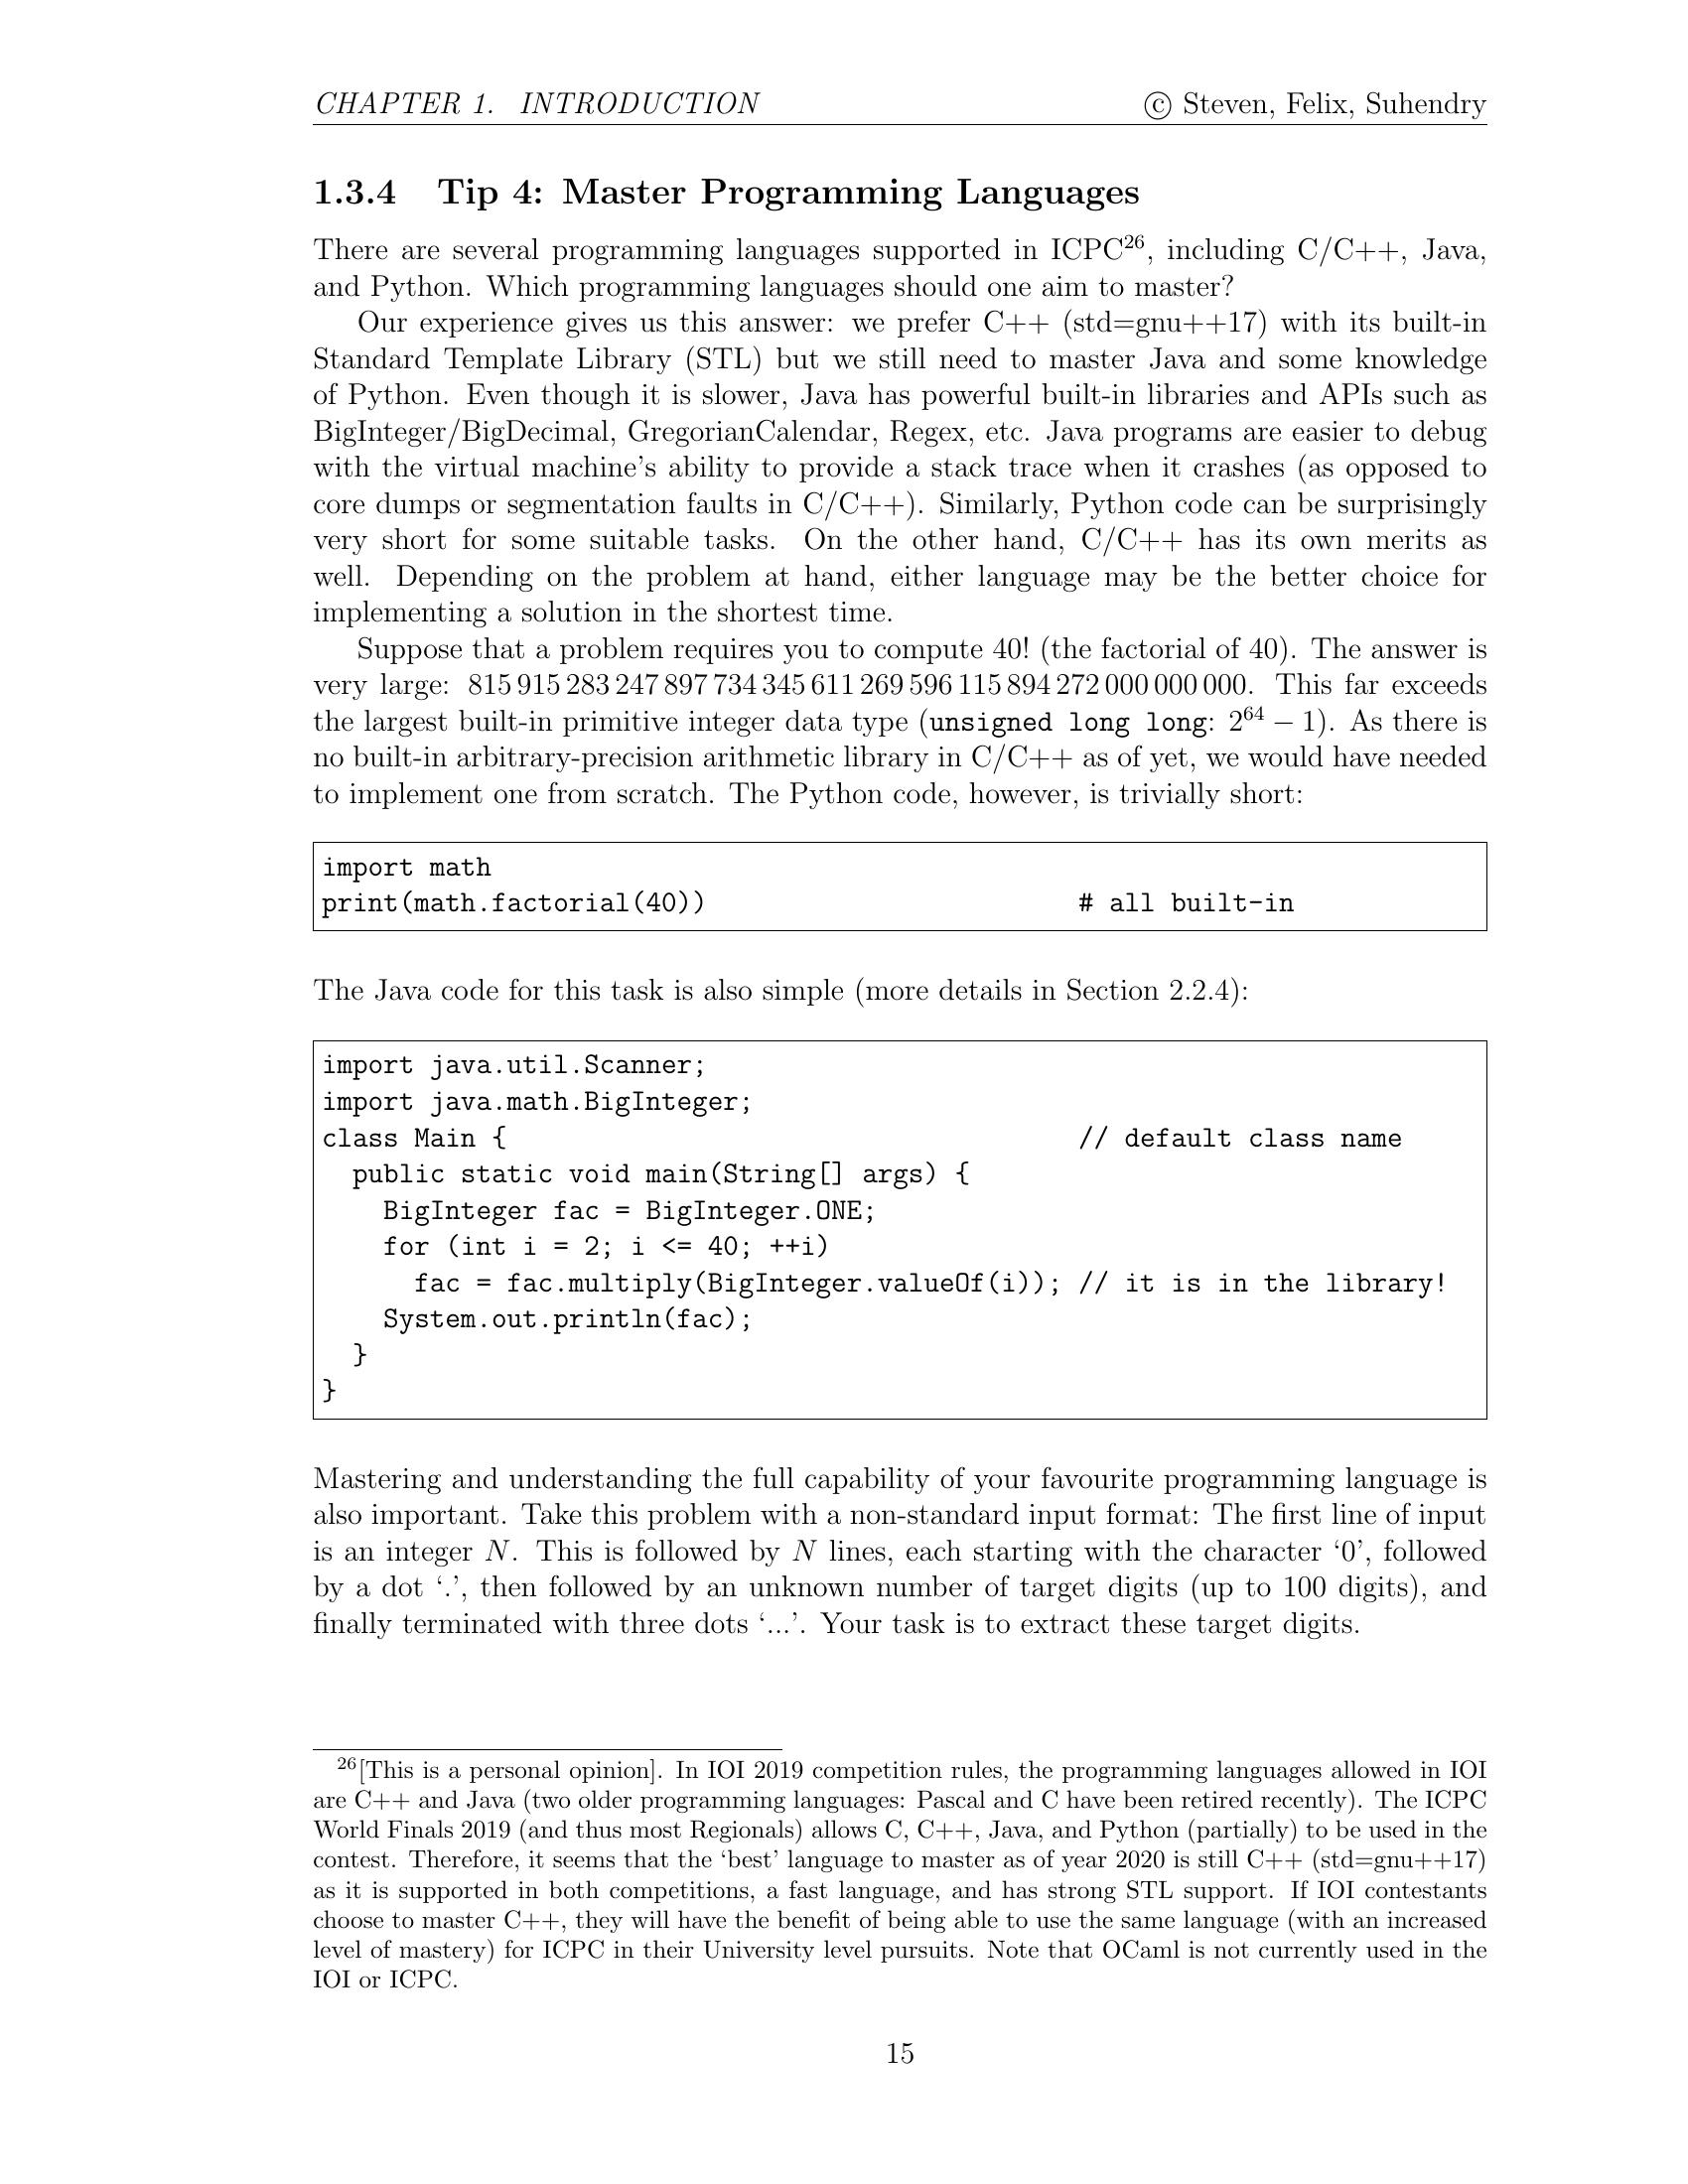 CHAPTER 1. INTRODUCTION © Steven, Felix, Suhendry
1.3.4 Tip 4: Master Programming Languages
There are several programming languages supported in ICPC26, including C/C++, Java,
and Python. Which programming languages should one aim to master?
Our experience gives us this answer: we prefer C++ (std=gnu++17) with its built-in
Standard Template Library (STL) but we still need to master Java and some knowledge
of Python. Even though it is slower, Java has powerful built-in libraries and APIs such as
BigInteger/BigDecimal, GregorianCalendar, Regex, etc. Java programs are easier to debug
with the virtual machine's ability to provide a stack trace when it crashes (as opposed to
core dumps or segmentation faults in C/C++). Similarly, Python code can be surprisingly
very short for some suitable tasks. On the other hand, C/C++ has its own merits as
well. Depending on the problem at hand, either language may be the better choice for
implementing a solution in the shortest time.
Suppose that a problem requires you to compute 40! (the factorial of 40). The answer is
very large: 815 915 283 247 897 734 345 611 269 596 115 894 272 000 000 000. This far exceeds
the largest built-in primitive integer data type (unsigned long long: 2^64 − 1). As there is
no built-in arbitrary-precision arithmetic library in C/C++ as of yet, we would have needed
to implement one from scratch. The Python code, however, is trivially short:
import math
print(math.factorial(40)) # all built-in
The Java code for this task is also simple (more details in Section 2.2.4):
import java.util.Scanner;
import java.math.BigInteger;
class Main { // default class name
public static void main(String[] args) {
BigInteger fac = BigInteger.ONE;
for (int i = 2; i <= 40; ++i)
fac = fac.multiply(BigInteger.valueOf(i)); // it is in the library!
System.out.println(fac);
}
}
Mastering and understanding the full capability of your favourite programming language is
also important. Take this problem with a non-standard input format: The first line of input
is an integer N. This is followed by N lines, each starting with the character ‘0’, followed
by a dot ‘.’, then followed by an unknown number of target digits (up to 100 digits), and
finally terminated with three dots ‘...’. Your task is to extract these target digits.
26[This is a personal opinion]. In IOI 2019 competition rules, the programming languages allowed in IOI
are C++ and Java (two older programming languages: Pascal and C have been retired recently). The ICPC
World Finals 2019 (and thus most Regionals) allows C, C++, Java, and Python (partially) to be used in the
contest. Therefore, it seems that the ‘best’ language to master as of year 2020 is still C++ (std=gnu++17)
as it is supported in both competitions, a fast language, and has strong STL support. If IOI contestants
choose to master C++, they will have the benefit of being able to use the same language (with an increased
level of mastery) for ICPC in their University level pursuits. Note that OCaml is not currently used in the
IOI or ICPC.
15